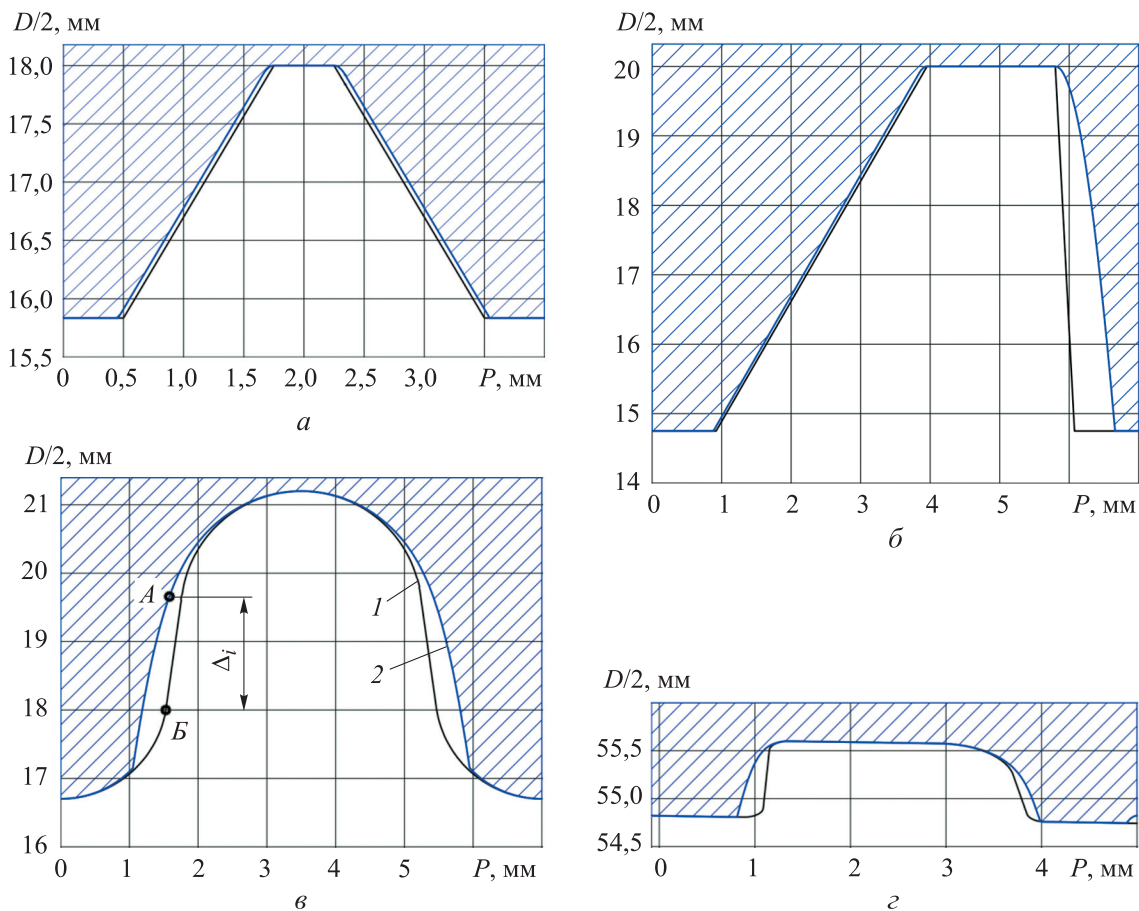 D/2, мм
18,0
17,5
17,0
16,5
16,0
15,5
0 0,5 1,0 1,5 2,0 2,5 3,0 P, мм
а
D/2, мм
20
19
18
17
16
15
14
0 1 2 3 4 5 P, мм
б
D/2, мм
21
20
19
18
17
16
А
Б
Δi
1
2
0 1 2 3 4 5 P, мм
в
D/2, мм
55,5
55,0
54,5
0 1 2 3 4 P, мм
г